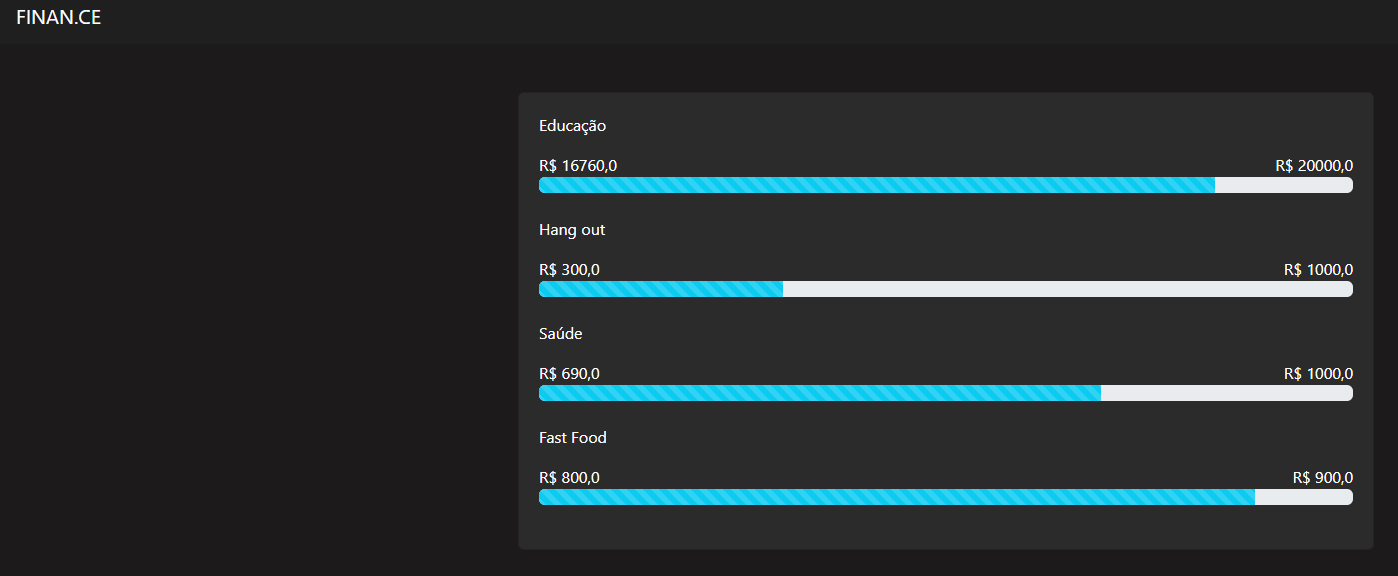 FINAN.CE
Educação
R$ 16760,0 R$ 20000,0
Hang out
R$ 300,0 R$ 1000,0
Saúde
R$ 690,0 R$ 1000,0
Fast Food
R$ 800,0 R$ 900,0